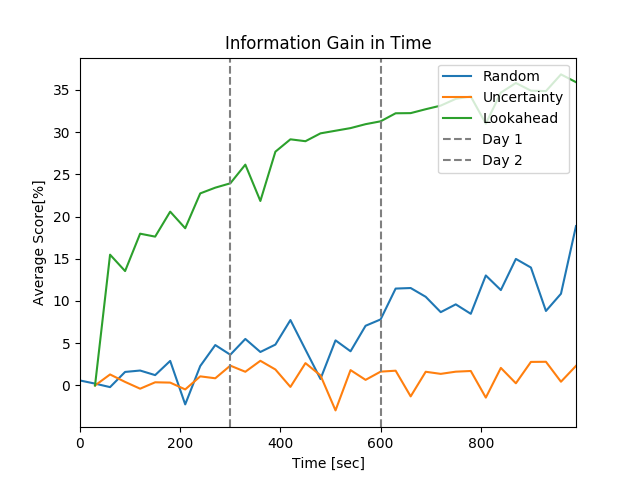 Information Gain in Time
Average Score[%]
35
30
25
20
15
10
5
0
Random
Uncertainty
Lookahead
Day 1
Day 2
0 200 400 600 800
Time [sec]